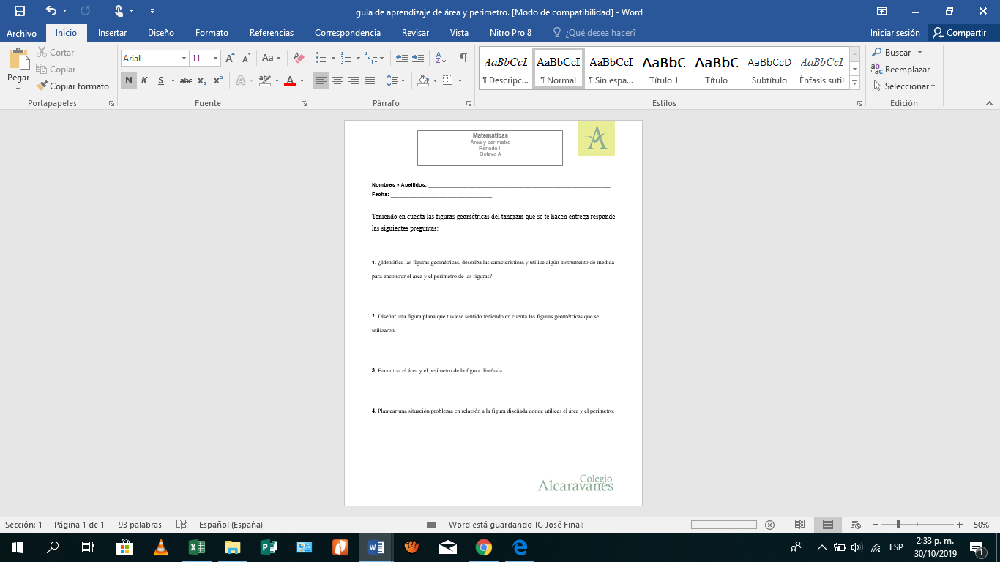 guia de aprendizaje de área y perimetro. [Modo de compatibilidad] - Word
Archivo Inicio Insertar Diseño Formato Referencias Correspondencia Revisar Vista Nitro Pro 8 ¿Qué desea hacer? Iniciar sesión Compartir
Pegar
Cortar
Copiar
Copiar formato
Portapapeles
Arial 11
N K S abc x₂ x²
Fuente
Párrafo
AaBbCcI AaBbCcI AaBbCcI AaBbC AaBbC AaBbCcD AaBbCcI
¶ Descripc... ¶ Normal ¶ Sin espa... Título 1 Título Subtítulo Énfasis sutil
Estilos
Buscar
Reemplazar
Seleccionar
Edición
Matemáticas
Área y perímetro
Periodo II
Octavo A
A
Nombres y Apellidos: ____________________________________________________________
Fecha: __________________________________
Teniendo en cuenta las figuras geométricas del tangram que se te hacen entrega responde
las siguientes preguntas:
1. ¿Identifica las figuras geométricas, describa las características y utilice algún instrumento de medida
para encontrar el área y el perímetro de las figuras?
2. Diseñar una figura plana que tuviese sentido teniendo en cuenta las figuras geométricas que se
utilizaron.
3. Encontrar el área y el perímetro de la figura diseñada.
4. Plantear una situación problema en relación a la figura diseñada donde utilices el área y el perímetro.
Colegio
Alcaravanes
Sección: 1 Página 1 de 1 93 palabras Español (España) Word está guardando TG José Final: 50%
ESP
2:33 p. m.
30/10/2019
1